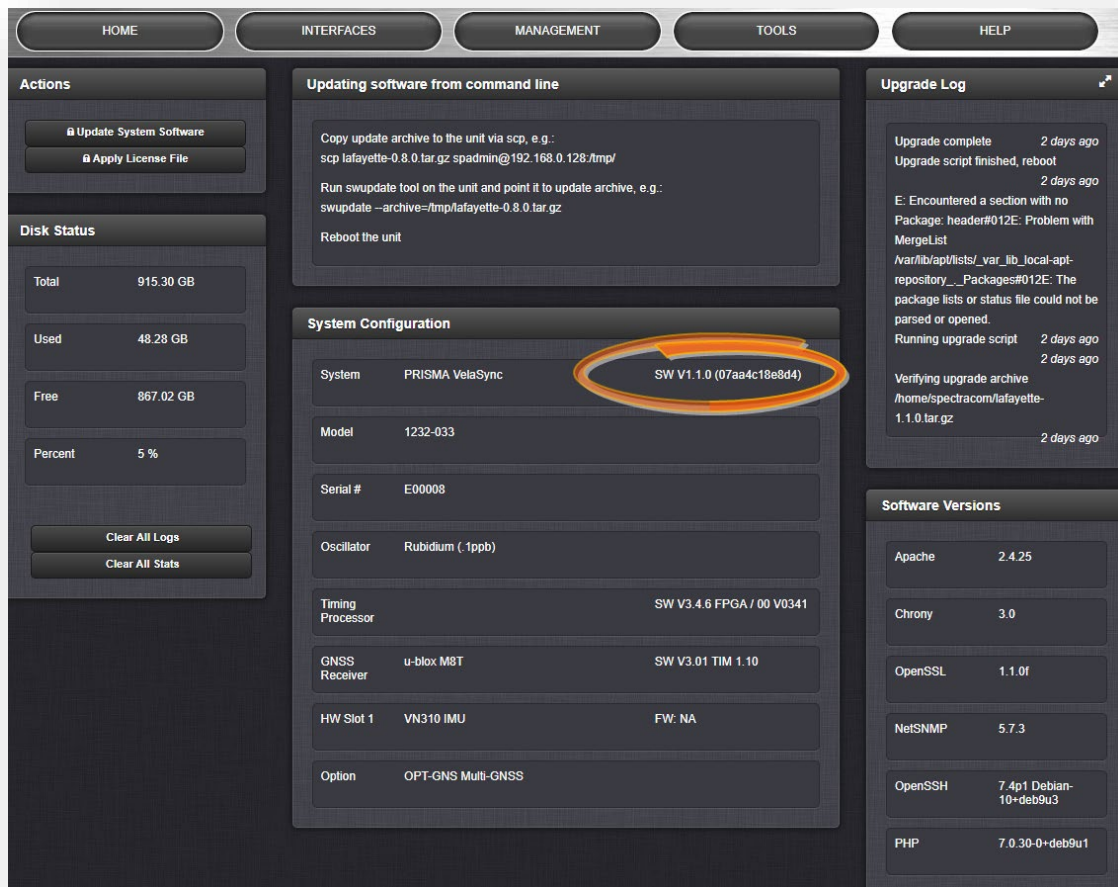 HOME
INTERFACES
MANAGEMENT
TOOLS
HELP
Actions
Update System Software
Apply License File
Disk Status
Total 915.30 GB
Used 48.28 GB
Free 867.02 GB
Percent 5 %
Clear All Logs
Clear All Stats
Updating software from command line
Copy update archive to the unit via scp, e.g.:
scp lafayette-0.8.0.tar.gz spadmin@192.168.0.128:/tmp/
Run swupdate tool on the unit and point it to update archive, e.g.:
swupdate --archive=/tmp/lafayette-0.8.0.tar.gz
Reboot the unit
System Configuration
System PRISMA VelaSync SW V1.1.0 (07aa4c18e8d4)
Model 1232-033
Serial # E00008
Oscillator Rubidium (.1ppb)
Timing
Processor
SW V3.4.6 FPGA / 00 V0341
GNSS
Receiver
u-blox M8T SW V3.01 TIM 1.10
HW Slot 1 VN310 IMU FW: NA
Option OPT-GNS Multi-GNSS
Upgrade Log
Upgrade complete 2 days ago
Upgrade script finished, reboot
2 days ago
E: Encountered a section with no
Package: header#012E: Problem with
MergeList
/var/lib/apt/lists/_var_lib_local-apt-
repository_._Packages#012E: The
package lists or status file could not be
parsed or opened.
Running upgrade script 2 days ago
2 days ago
Verifying upgrade archive
/home/spectracom/lafayette-
1.1.0.tar.gz
2 days ago
Software Versions
Apache 2.4.25
Chrony 3.0
OpenSSL 1.1.0f
NetSNMP 5.7.3
OpenSSH 7.4p1 Debian-
10+deb9u3
PHP 7.0.30-0+deb9u1